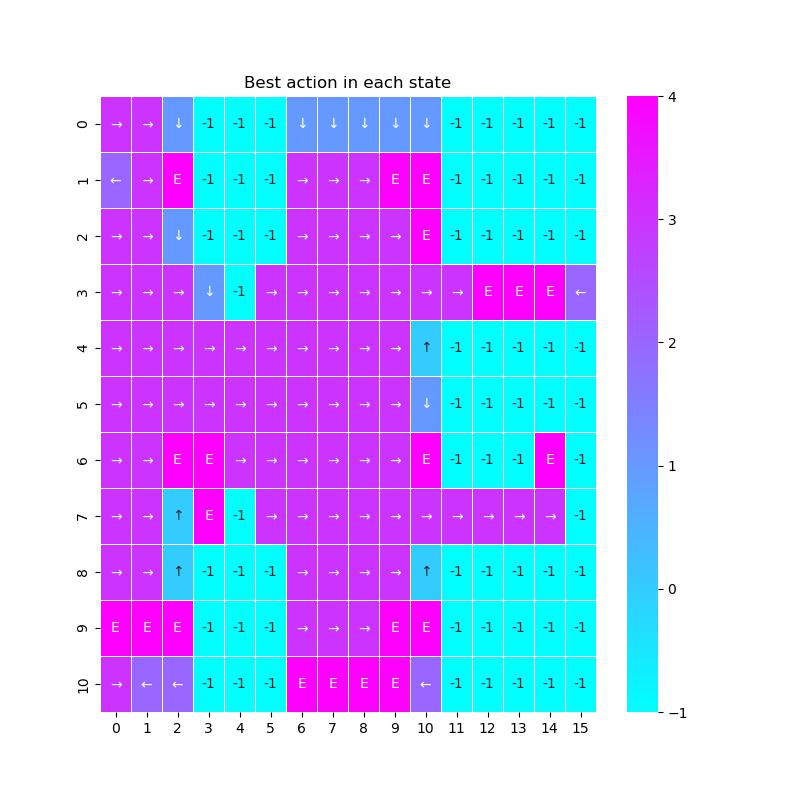 Best action in each state
0 → → ↓ -1 -1 -1 ↓ ↓ ↓ ↓ ↓ -1 -1 -1 -1 -1
1 ← → E -1 -1 -1 → → → E E -1 -1 -1 -1 -1
2 → → ↓ -1 -1 -1 → → → → E -1 -1 -1 -1 -1
3 → → → ↓ -1 → → → → → → → E E E ←
4 → → → → → → → → → → ↑ -1 -1 -1 -1 -1
5 → → → → → → → → → → ↓ -1 -1 -1 -1 -1
6 → → E E → → → → → → E -1 -1 -1 E -1
7 → → ↑ E -1 → → → → → → → → → → -1
8 → → ↑ -1 -1 -1 → → → → ↑ -1 -1 -1 -1 -1
9 E E E -1 -1 -1 → → → E E -1 -1 -1 -1 -1
10 → ← ← -1 -1 -1 E E E E ← -1 -1 -1 -1 -1
0 1 2 3 4 5 6 7 8 9 10 11 12 13 14 15
4
3
2
1
0
−1